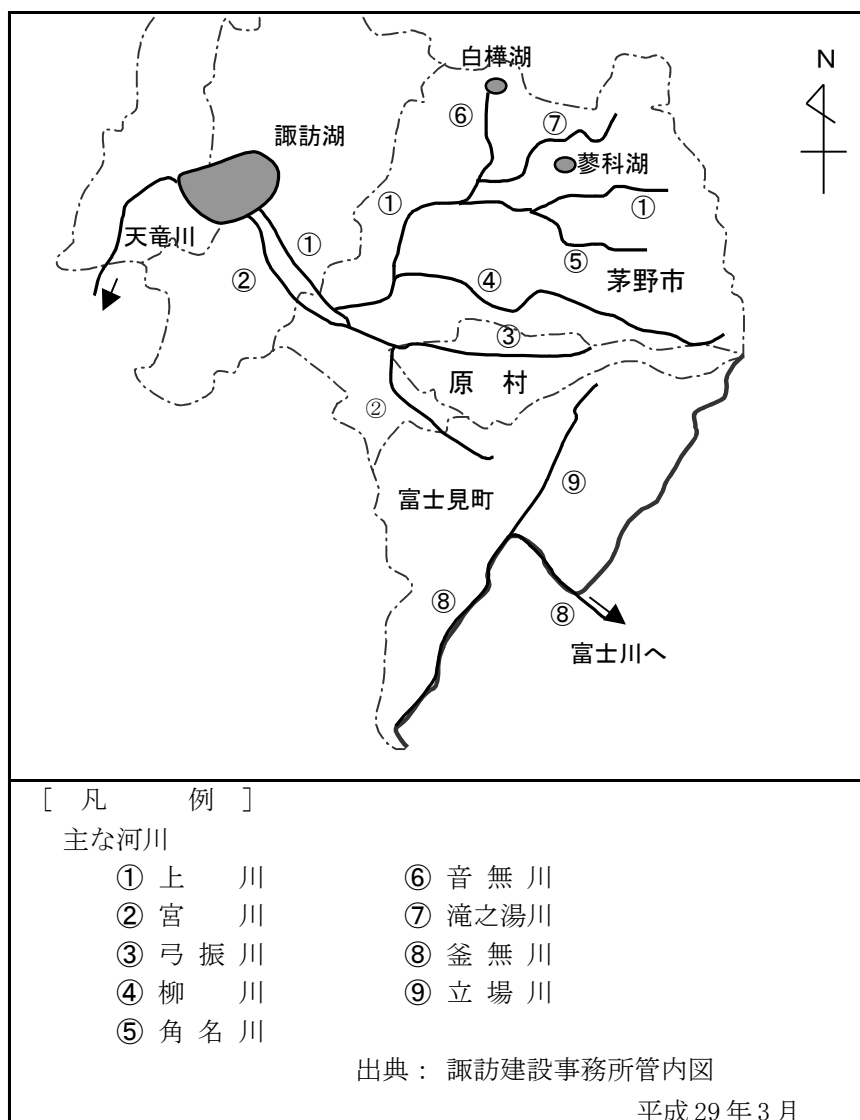 白樺湖
N
⑥
⑦
諏訪湖
蓼科湖
①
①
天竜川
①
②
⑤
④
茅野市
③
原　村
②
富士見町
⑨
⑧
⑧
富士川へ
[　凡　　　例　]
主な河川
① 上　　川　　⑥ 音 無 川
② 宮　　川　　⑦ 滝之湯川
③ 弓 振 川　　⑧ 釜 無 川
④ 柳　　川　　⑨ 立 場 川
⑤ 角 名 川
出典：　諏訪建設事務所管内図
平成 29 年 3 月